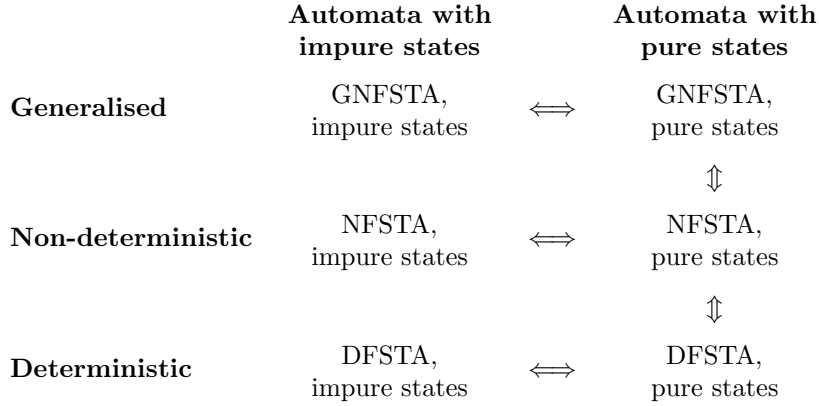 Automata with impure states
Automata with pure states
Generalised
GNFSTA, impure states
⟺
GNFSTA, pure states
⇕
Non-deterministic
NFSTA, impure states
⟺
NFSTA, pure states
⇕
Deterministic
DFSTA, impure states
⟺
DFSTA, pure states